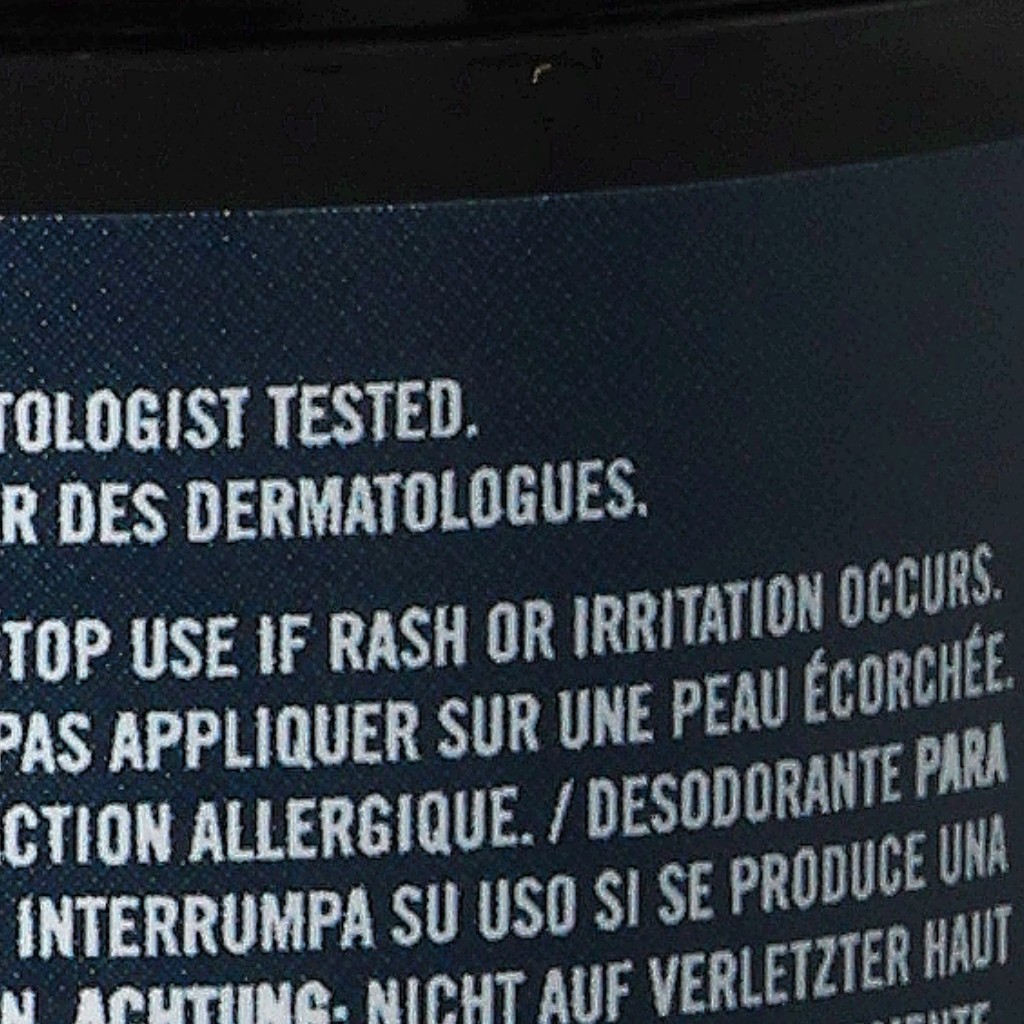 TOLOGIST TESTED.
R DES DERMATOLOGUES.
STOP USE IF RASH OR IRRITATION OCCURS.
PAS APPLIQUER SUR UNE PEAU ÉCORCHÉE.
CTION ALLERGIQUE. / DESODORANTE PARA
INTERRUMPA SU USO SI SE PRODUCE UNA
N. ACHTUNG: NICHT AUF VERLETZTER HAUT